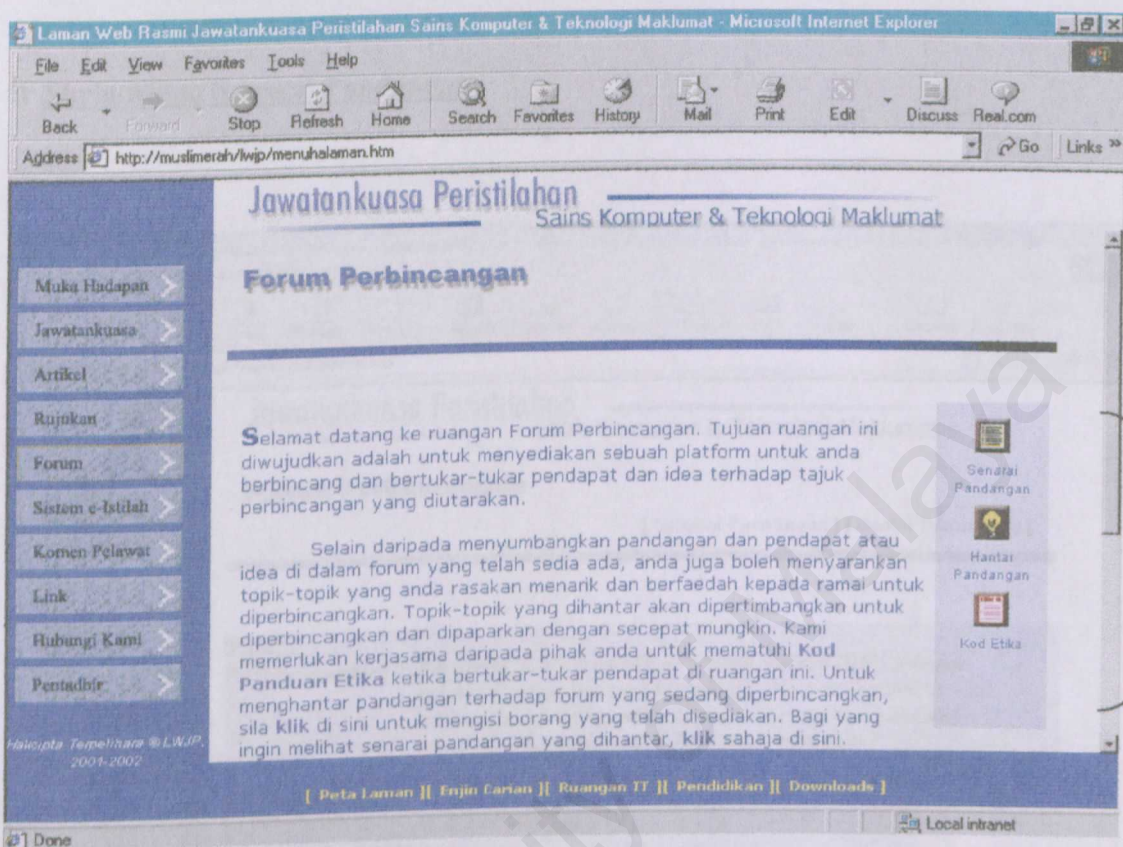 Laman Web Rasmi Jawatankuasa Peristilahan Sains Komputer & Teknologi Maklumat - Microsoft Internet Explorer
File Edit View Favorites Tools Help
Back Forward Stop Refresh Home Search Favorites History Mail Print Edit Discuss Real.com
Address http://muslimerah/lwjp/menuhalaman.htm Go Links »
Jawatankuasa Peristilahan
Sains Komputer & Teknologi Maklumat
Forum Perbincangan
Muka Hadapan
Jawatankuasa
Artikel
Rujukan
Forum
Sistem e-Istilah
Komen Pelawat
Link
Hubungi Kami
Pentadbir
Hakcipta Terpelihara ® LWJP.
2001-2002
Selamat datang ke ruangan Forum Perbincangan. Tujuan ruangan ini
diwujudkan adalah untuk menyediakan sebuah platform untuk anda
berbincang dan bertukar-tukar pendapat dan idea terhadap tajuk
perbincangan yang diutarakan.
Selain daripada menyumbangkan pandangan dan pendapat atau
idea di dalam forum yang telah sedia ada, anda juga boleh menyarankan
topik-topik yang anda rasakan menarik dan berfaedah kepada ramai untuk
diperbincangkan. Topik-topik yang dihantar akan dipertimbangkan untuk
diperbincangkan dan dipaparkan dengan secepat mungkin. Kami
memerlukan kerjasama daripada pihak anda untuk mematuhi Kod
Panduan Etika ketika bertukar-tukar pendapat di ruangan ini. Untuk
menghantar pandangan terhadap forum yang sedang diperbincangkan,
sila klik di sini untuk mengisi borang yang telah disediakan. Bagi yang
ingin melihat senarai pandangan yang dihantar, klik sahaja di sini.
Senarai
Pandangan
Hantar
Pandangan
Kod Etika
[ Peta Laman ][ Enjin Carian ][ Ruangan IT ][ Pendidikan ][ Downloads ]
Done Local intranet